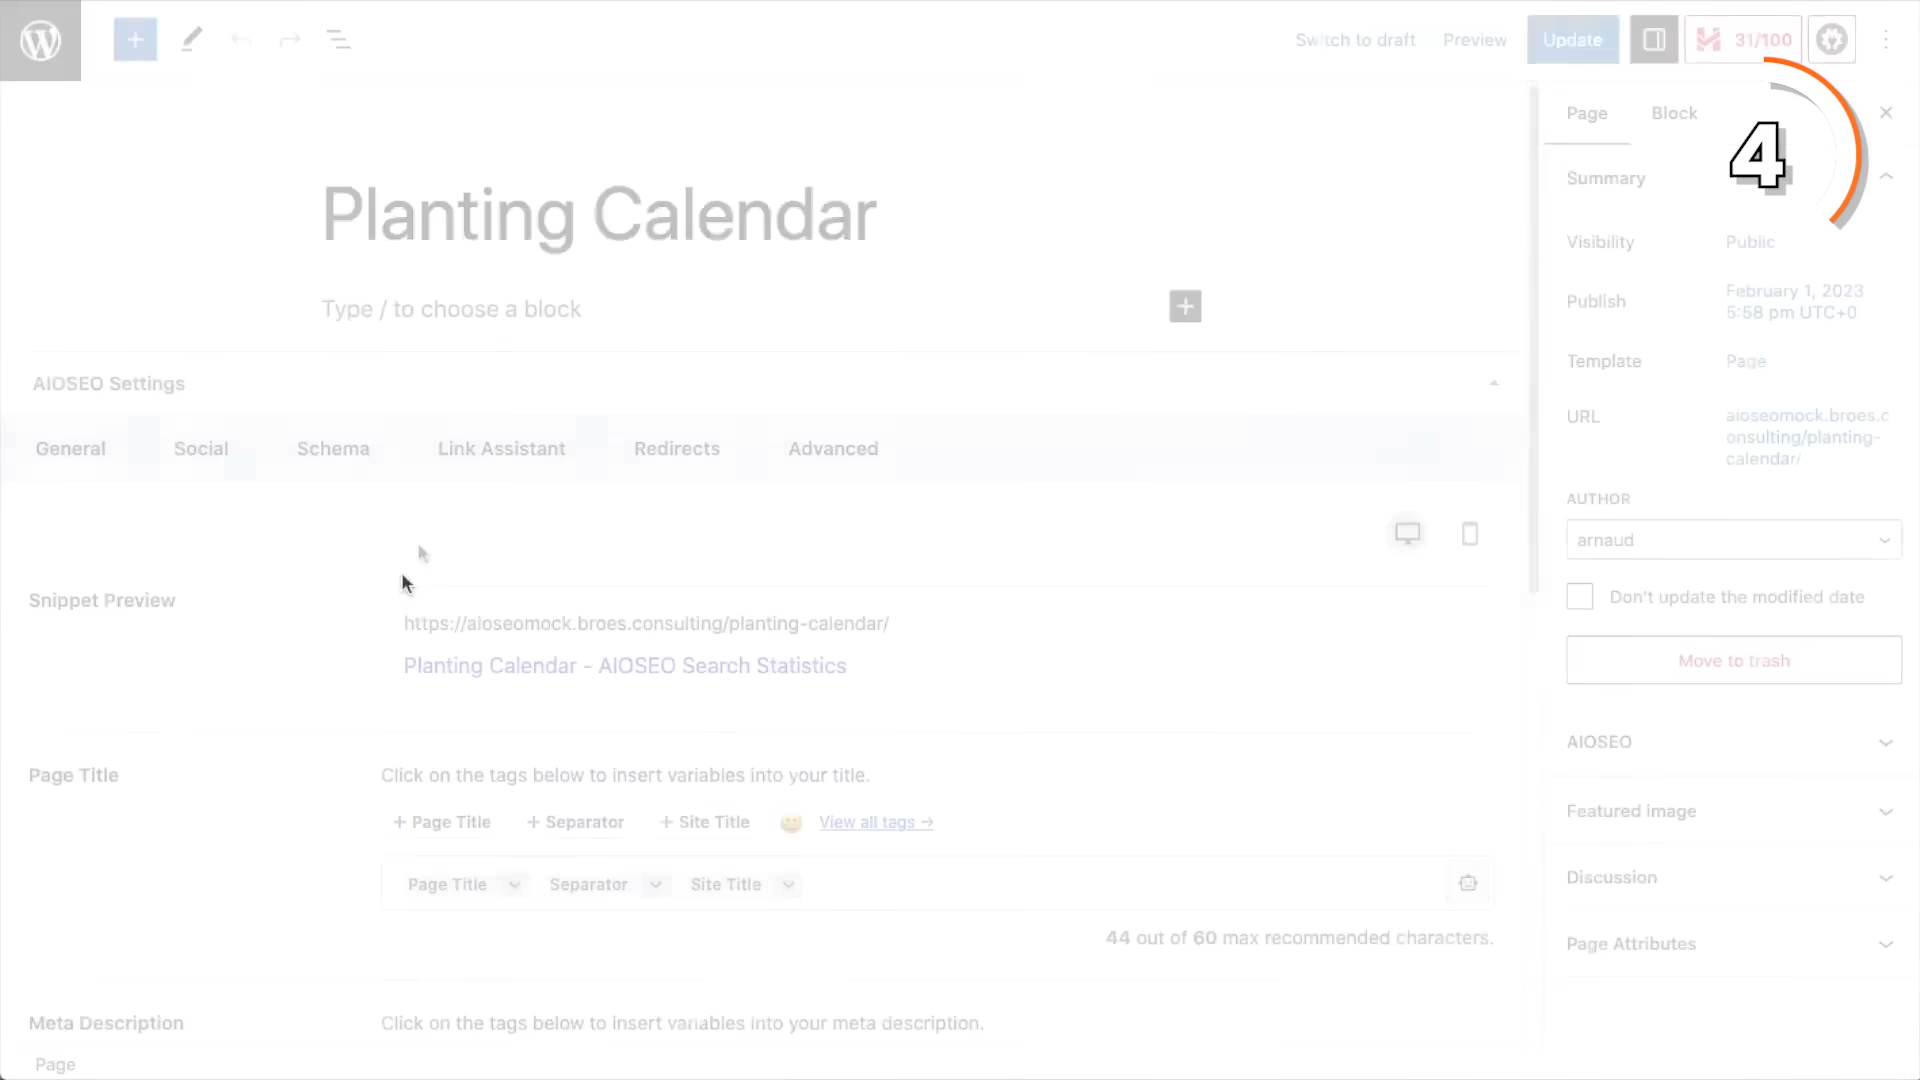 Switch to draft
Preview
Update
31/100
4
Page
Block
Planting Calendar
Type / to choose a block
Summary
Visibility
Public
Publish
February 1, 2023
5:58 pm UTC+0
Template
Page
URL
aioseomock.broes.c
onsulting/planting-
calendar/
AUTHOR
arnaud
Don't update the modified date
Move to trash
AIOSEO
Featured image
Discussion
Page Attributes
AIOSEO Settings
General
Social
Schema
Link Assistant
Redirects
Advanced
Snippet Preview
https://aioseomock.broes.consulting/planting-calendar/
Planting Calendar - AIOSEO Search Statistics
Page Title
Click on the tags below to insert variables into your title.
+ Page Title
+ Separator
+ Site Title
View all tags →
Page Title
Separator
Site Title
44 out of 60 max recommended characters.
Meta Description
Click on the tags below to insert variables into your meta description.
Page